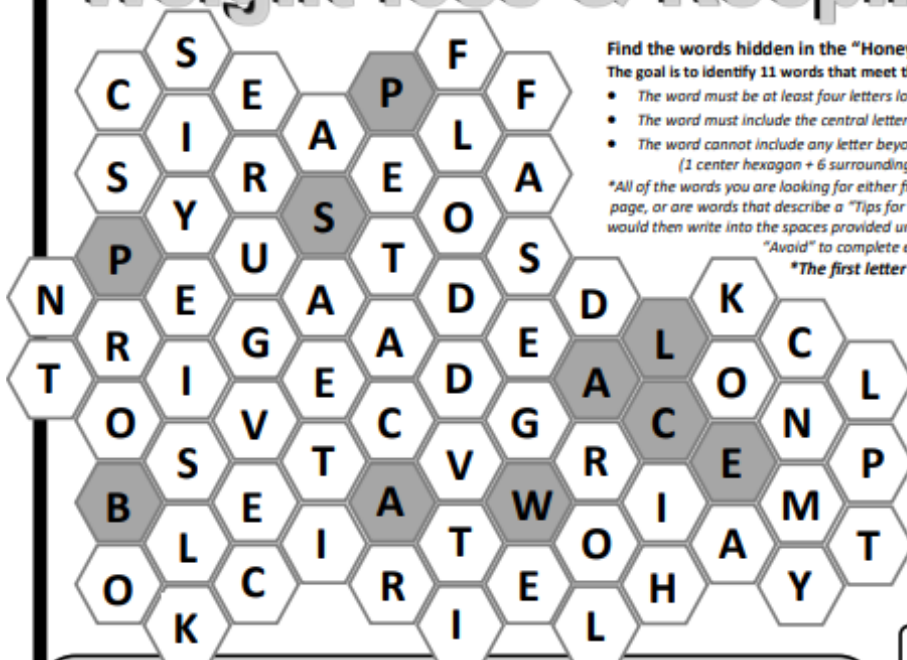 N T
C S P R O B O
S I Y E I S L K
E R U G V E C
A S A E T I
P E T A C A R
F L O D D V T I
F A S E G W E
D A R O L
L C I H
K O E A
C N M Y
L P T
Find the words hidden in the “Honey
The goal is to identify 11 words that meet t
• The word must be at least four letters lo
• The word must include the central letter
• The word cannot include any letter beyo
(1 center hexagon + 6 surrounding
*All of the words you are looking for either f
page, or are words that describe a “Tips for
would then write into the spaces provided u
“Avoid” to complete
*The first letter